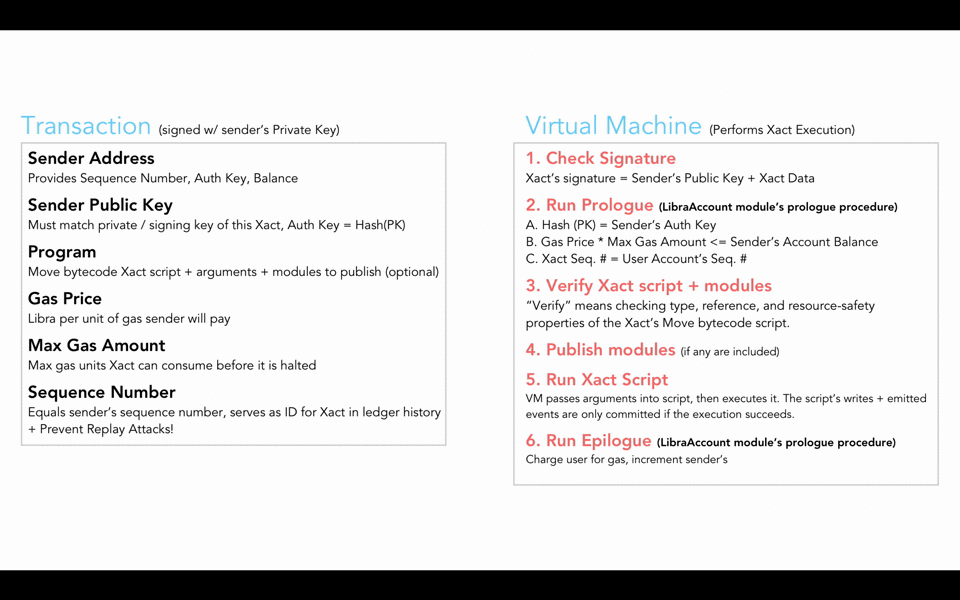 Transaction (signed w/ sender's Private Key)
Sender Address
Provides Sequence Number, Auth Key, Balance
Sender Public Key
Must match private / signing key of this Xact, Auth Key = Hash(PK)
Program
Move bytecode Xact script + arguments + modules to publish (optional)
Gas Price
Libra per unit of gas sender will pay
Max Gas Amount
Max gas units Xact can consume before it is halted
Sequence Number
Equals sender's sequence number, serves as ID for Xact in ledger history
+ Prevent Replay Attacks!
Virtual Machine (Performs Xact Execution)
1. Check Signature
Xact's signature = Sender's Public Key + Xact Data
2. Run Prologue (LibraAccount module's prologue procedure)
A. Hash (PK) = Sender's Auth Key
B. Gas Price * Max Gas Amount <= Sender's Account Balance
C. Xact Seq. # = User Account's Seq. #
3. Verify Xact script + modules
“Verify” means checking type, reference, and resource-safety
properties of the Xact's Move bytecode script.
4. Publish modules (if any are included)
5. Run Xact Script
VM passes arguments into script, then executes it. The script's writes + emitted
events are only committed if the execution succeeds.
6. Run Epilogue (LibraAccount module's prologue procedure)
Charge user for gas, increment sender's